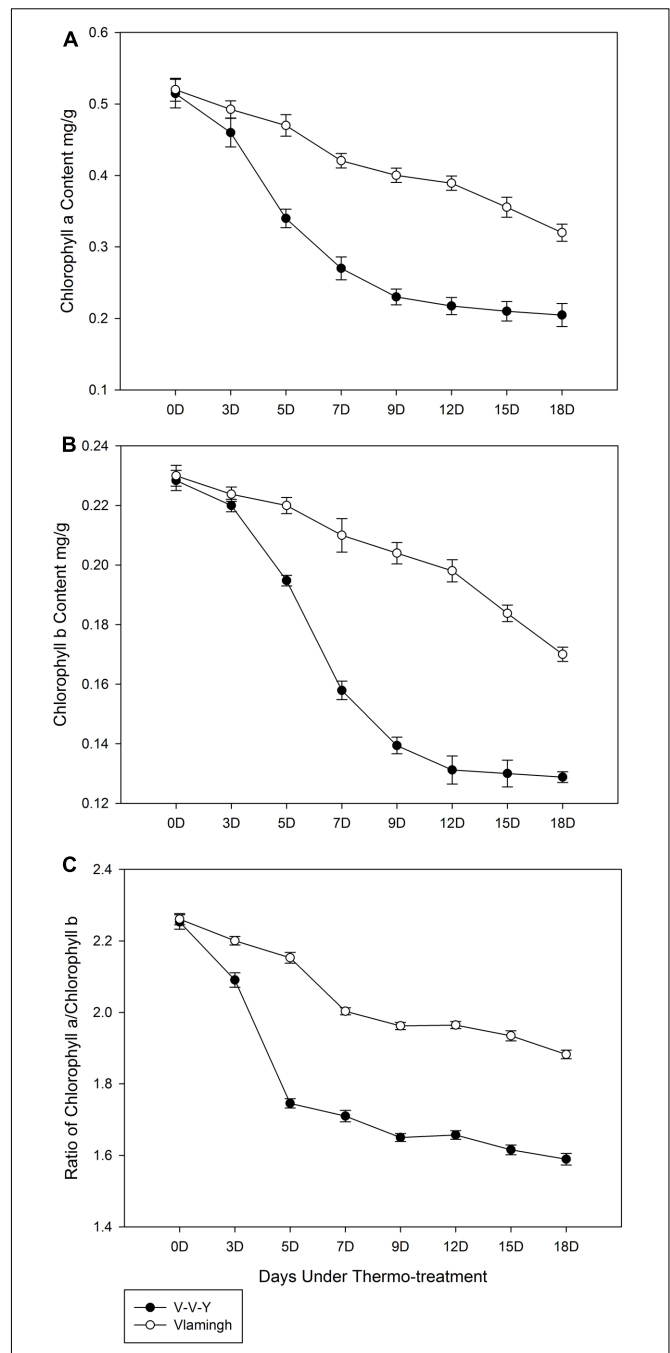 A
0.6
0.5
0.4
0.3
0.2
0.1
Chlorophyll a Content mg/g
0D 3D 5D 7D 9D 12D 15D 18D
B
0.24
0.22
0.20
0.18
0.16
0.14
0.12
Chlorophyll b Content mg/g
0D 3D 5D 7D 9D 12D 15D 18D
C
2.4
2.2
2.0
1.8
1.6
1.4
Ratio of Chlorophyll a/Chlorophyll b
0D 3D 5D 7D 9D 12D 15D 18D
Days Under Thermo-treatment
V-V-Y
Vlamingh